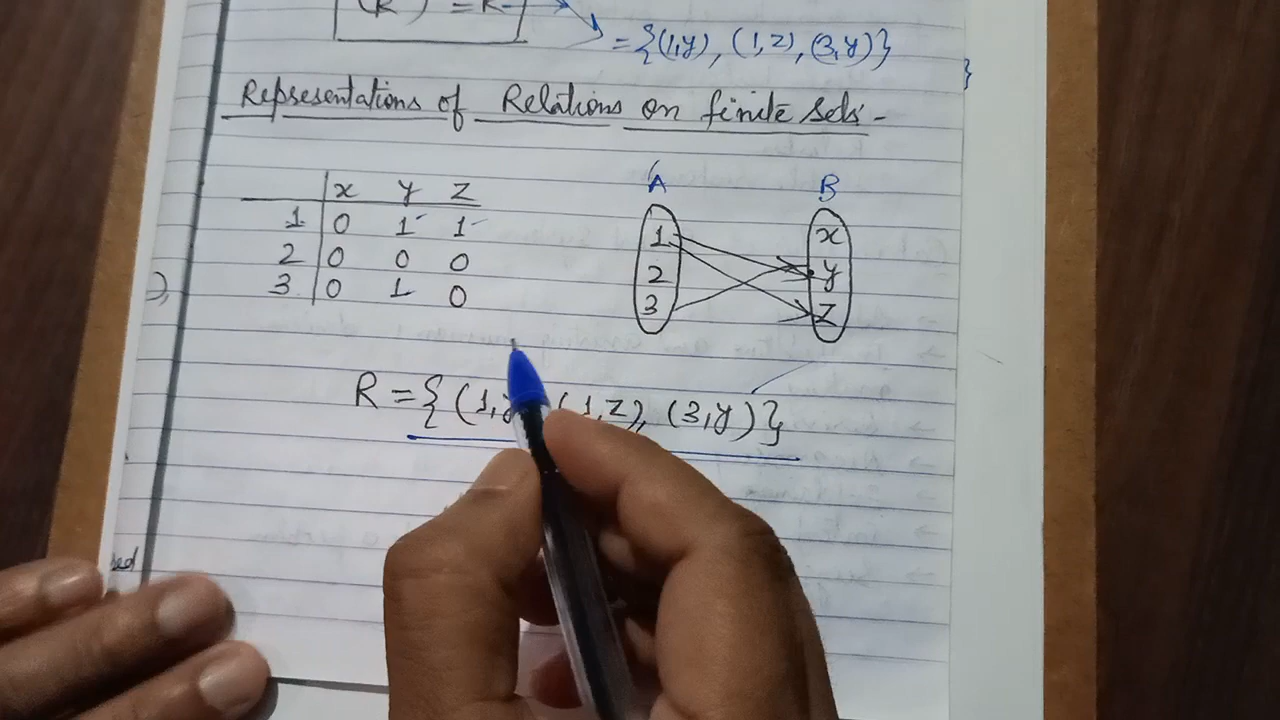 = {(1,y), (1,z), (3,y)}
Representations of Relations on finite sets -
x y z
1 0 1 1
2 0 0 0
3 0 1 0
A B
1 x
2 y
3 z
R = {(1,y), (1,z), (3,y)}